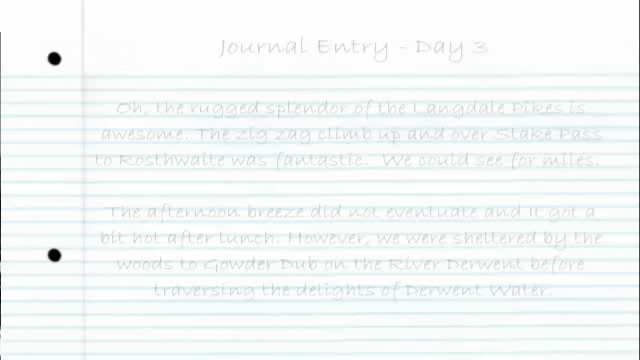 Journal Entry - Day 3
Oh, the rugged splendor of the Langdale Pikes is
awesome. The zig zag climb up and over Stake Pass
to Rosthwaite was fantastic. We could see for miles.
The afternoon breeze did not eventuate and it got a
bit hot after lunch. However, we were sheltered by the
woods to Gowder Dub on the River Derwent before
traversing the delights of Derwent Water.